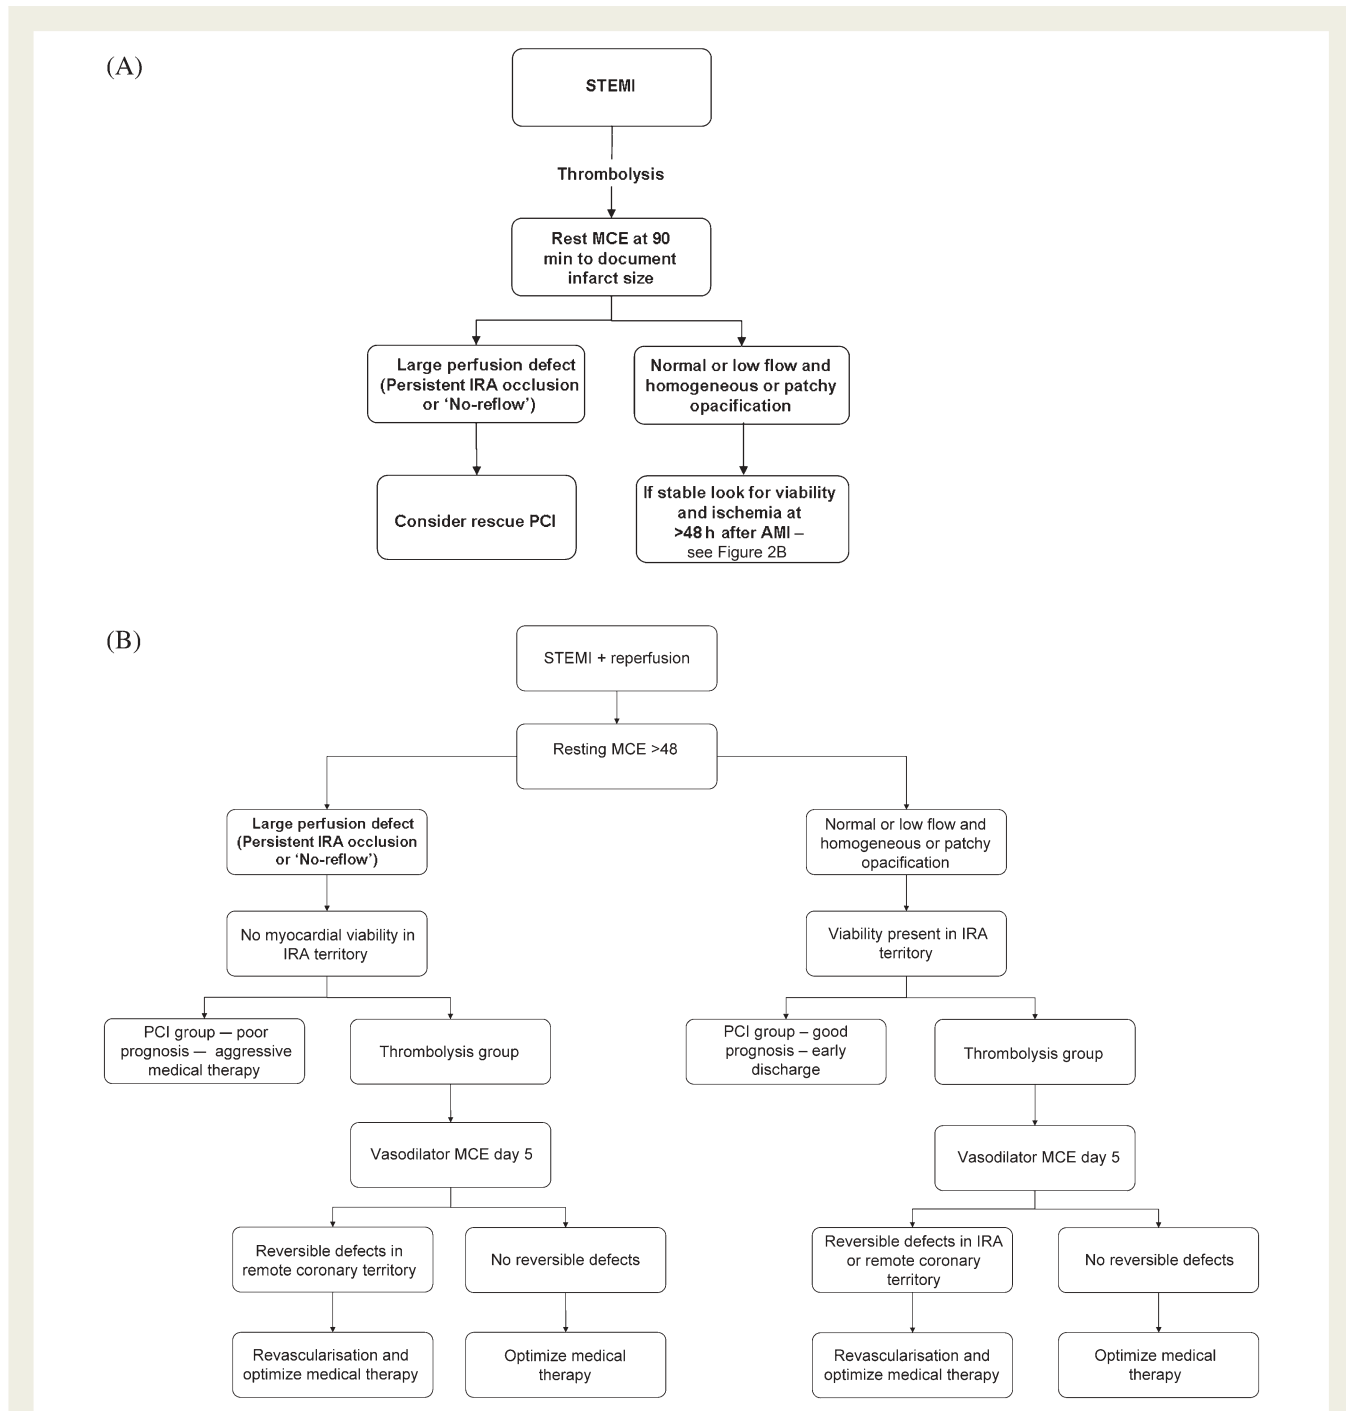 (A)
STEMI
Thrombolysis
Rest MCE at 90
min to document
infarct size
Large perfusion defect
(Persistent IRA occlusion
or ‘No-reflow’)
Normal or low flow and
homogeneous or patchy
opacification
Consider rescue PCI
If stable look for viability
and ischemia at
>48 h after AMI –
see Figure 2B
(B)
STEMI + reperfusion
Resting MCE >48
Large perfusion defect
(Persistent IRA occlusion
or ‘No-reflow’)
Normal or low flow and
homogeneous or patchy
opacification
No myocardial viability in
IRA territory
Viability present in IRA
territory
PCI group — poor
prognosis — aggressive
medical therapy
Thrombolysis group
PCI group – good
prognosis – early
discharge
Thrombolysis group
Vasodilator MCE day 5
Vasodilator MCE day 5
Reversible defects in
remote coronary territory
No reversible defects
Reversible defects in IRA
or remote coronary
territory
No reversible defects
Revascularisation and
optimize medical therapy
Optimize medical
therapy
Revascularisation and
optimize medical therapy
Optimize medical
therapy